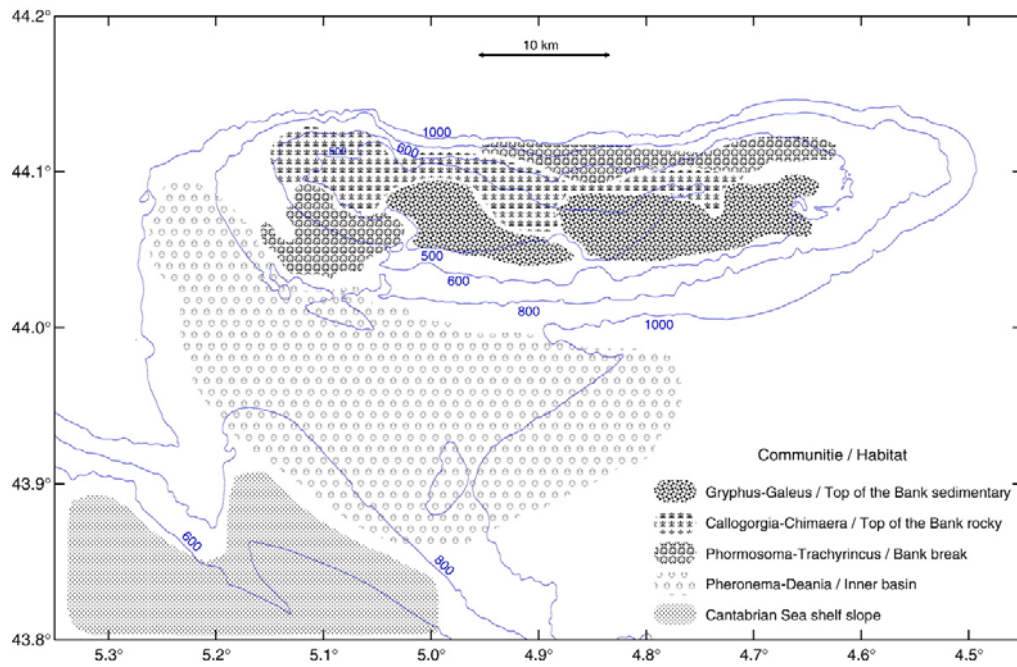 44.2°
10 km
1000
600
500
44.1°
500
600
800
1000
44.0°
43.9°
600
800
43.8°
Communitie / Habitat
Gryphus-Galeus / Top of the Bank sedimentary
Callogorgia-Chimaera / Top of the Bank rocky
Phormosoma-Trachyrincus / Bank break
Pheronema-Deania / Inner basin
Cantabrian Sea shelf slope
5.3° 5.2° 5.1° 5.0° 4.9° 4.8° 4.7° 4.6° 4.5°